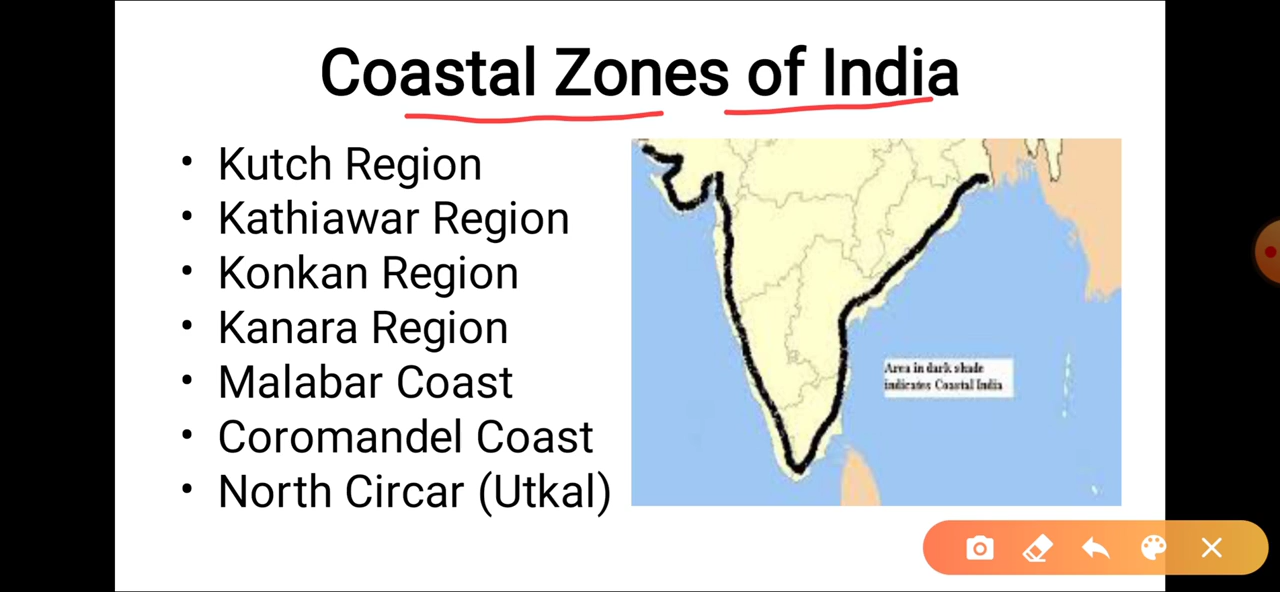 Coastal Zones of India
• Kutch Region
• Kathiawar Region
• Konkan Region
• Kanara Region
• Malabar Coast
• Coromandel Coast
• North Circar (Utkal)
Area in dark shade
indicates Coastal India